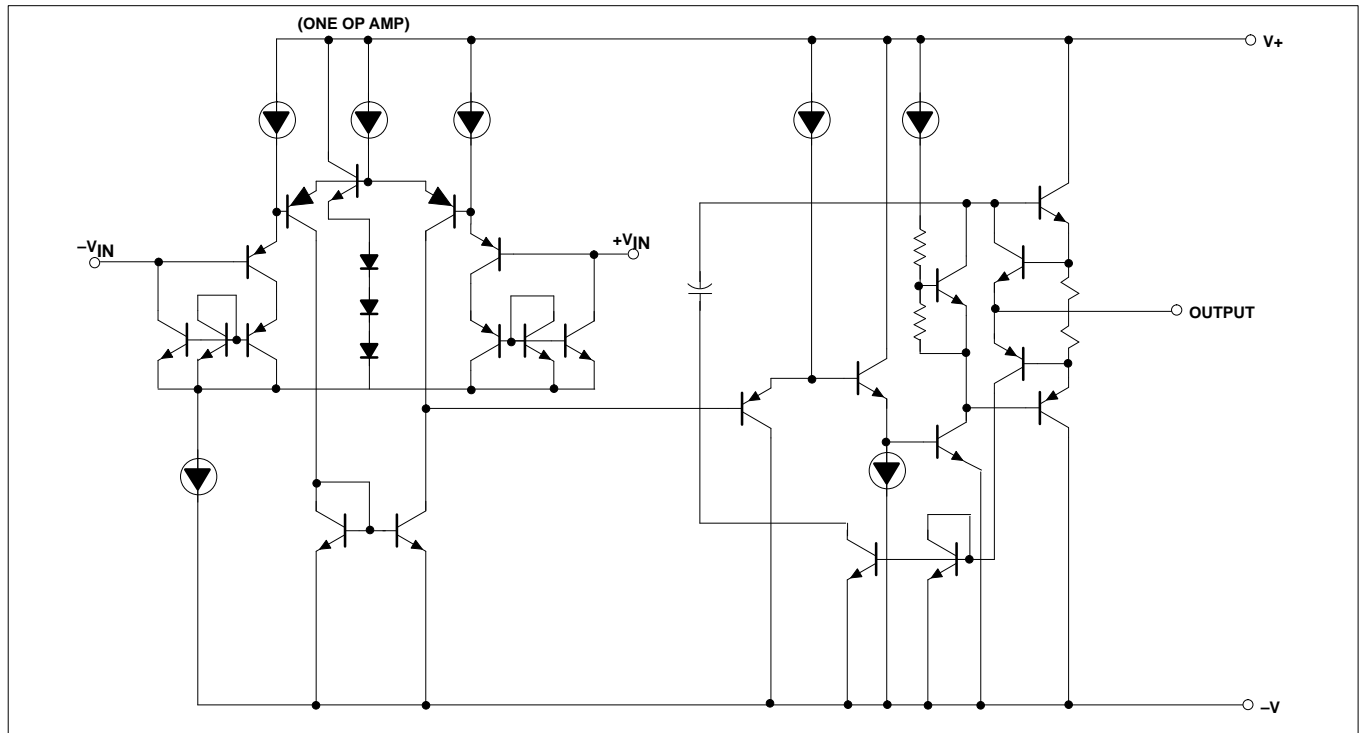 (ONE OP AMP)
V+
–VIN
+VIN
OUTPUT
–V